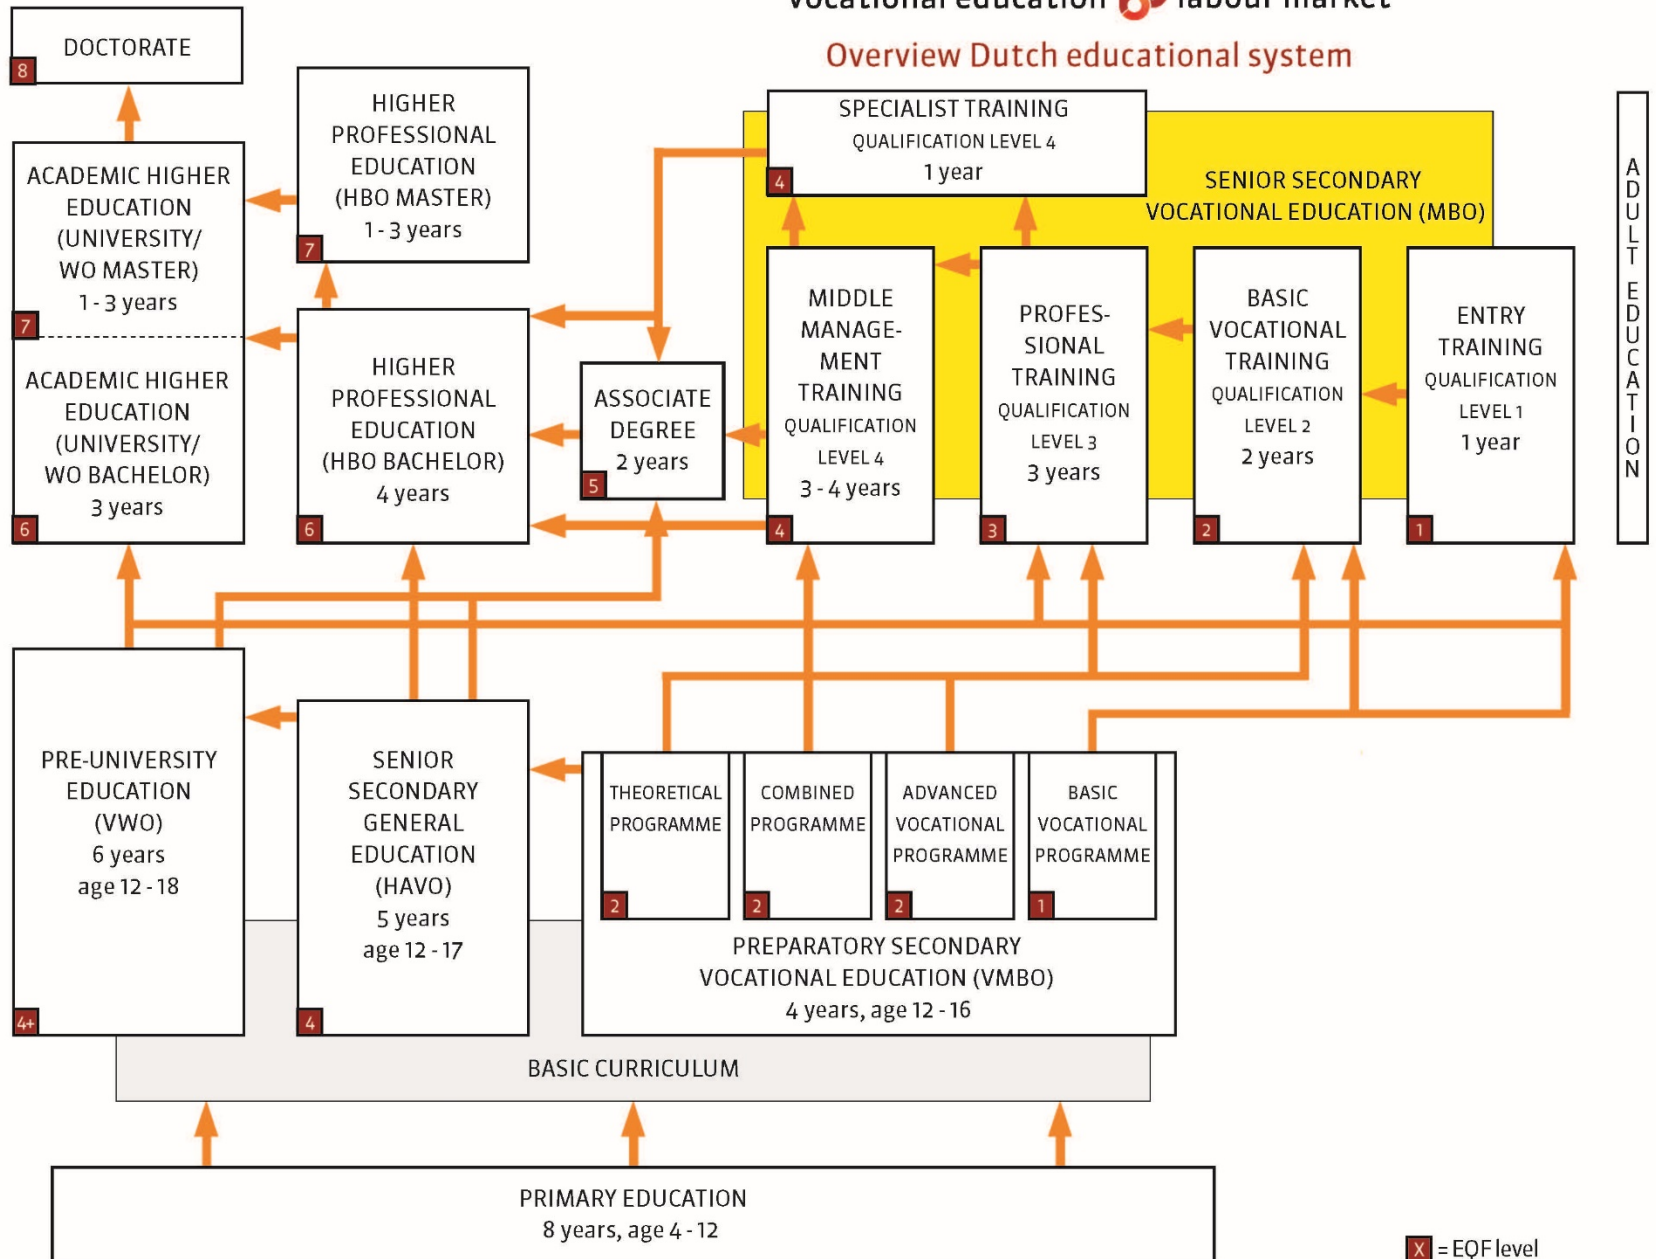 vocational education labour market
Overview Dutch educational system
DOCTORATE
8
HIGHER
PROFESSIONAL
EDUCATION
(HBO MASTER)
1 - 3 years
7
ACADEMIC HIGHER
EDUCATION
(UNIVERSITY/
WO MASTER)
1 - 3 years
7
ACADEMIC HIGHER
EDUCATION
(UNIVERSITY/
WO BACHELOR)
3 years
6
HIGHER
PROFESSIONAL
EDUCATION
(HBO BACHELOR)
4 years
6
ASSOCIATE
DEGREE
2 years
5
SPECIALIST TRAINING
QUALIFICATION LEVEL 4
1 year
4
SENIOR SECONDARY
VOCATIONAL EDUCATION (MBO)
MIDDLE
MANAGE-
MENT
TRAINING
QUALIFICATION
LEVEL 4
3 - 4 years
4
PROFES-
SIONAL
TRAINING
QUALIFICATION
LEVEL 3
3 years
3
BASIC
VOCATIONAL
TRAINING
QUALIFICATION
LEVEL 2
2 years
2
ENTRY
TRAINING
QUALIFICATION
LEVEL 1
1 year
1
ADULT EDUCATION
PRE-UNIVERSITY
EDUCATION
(VWO)
6 years
age 12 - 18
4+
SENIOR
SECONDARY
GENERAL
EDUCATION
(HAVO)
5 years
age 12 - 17
4
THEORETICAL
PROGRAMME
2
COMBINED
PROGRAMME
2
ADVANCED
VOCATIONAL
PROGRAMME
2
BASIC
VOCATIONAL
PROGRAMME
1
PREPARATORY SECONDARY
VOCATIONAL EDUCATION (VMBO)
4 years, age 12 - 16
BASIC CURRICULUM
PRIMARY EDUCATION
8 years, age 4 - 12
X = EQF level